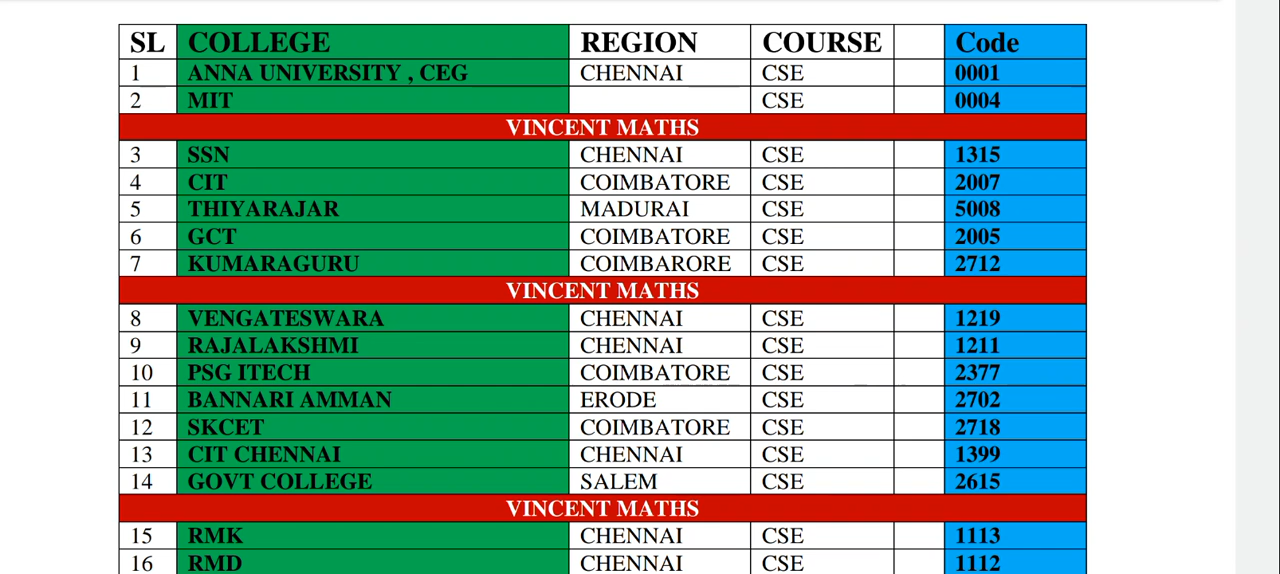 SL COLLEGE REGION COURSE Code
1 ANNA UNIVERSITY , CEG CHENNAI CSE 0001
2 MIT CSE 0004
VINCENT MATHS
3 SSN CHENNAI CSE 1315
4 CIT COIMBATORE CSE 2007
5 THIYARAJAR MADURAI CSE 5008
6 GCT COIMBATORE CSE 2005
7 KUMARAGURU COIMBARORE CSE 2712
VINCENT MATHS
8 VENGATESWARA CHENNAI CSE 1219
9 RAJALAKSHMI CHENNAI CSE 1211
10 PSG ITECH COIMBATORE CSE 2377
11 BANNARI AMMAN ERODE CSE 2702
12 SKCET COIMBATORE CSE 2718
13 CIT CHENNAI CHENNAI CSE 1399
14 GOVT COLLEGE SALEM CSE 2615
VINCENT MATHS
15 RMK CHENNAI CSE 1113
16 RMD CHENNAI CSE 1112